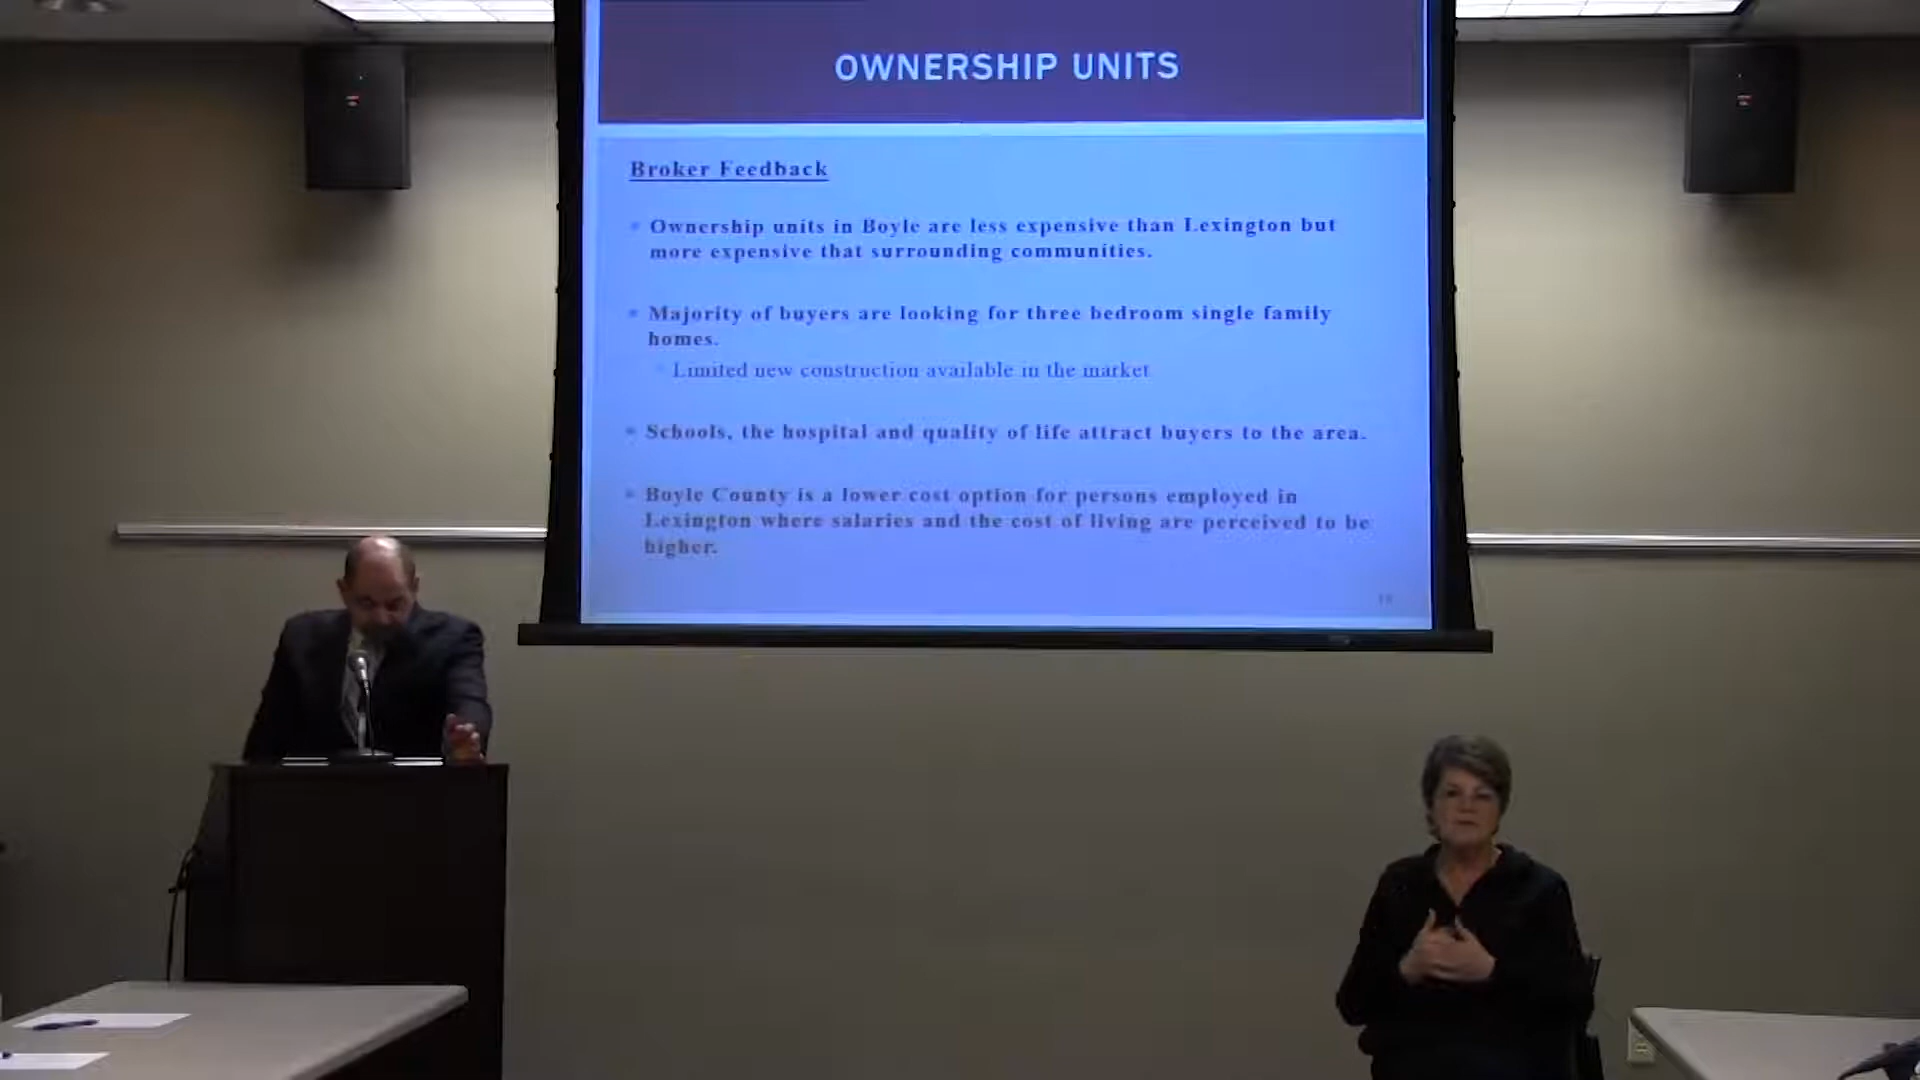 OWNERSHIP UNITS
Broker Feedback
Ownership units in Boyle are less expensive than Lexington but
more expensive that surrounding communities.
Majority of buyers are looking for three bedroom single family
homes.
Limited new construction available in the market
Schools, the hospital and quality of life attract buyers to the area.
Boyle County is a lower cost option for persons employed in
Lexington where salaries and the cost of living are perceived to be
higher.